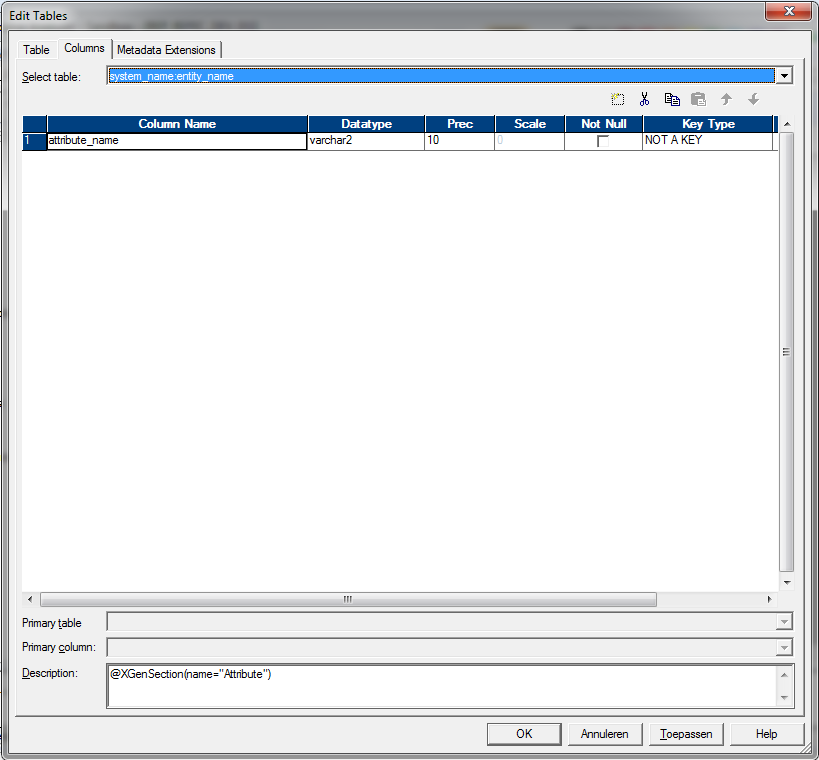 Edit Tables
Table Columns Metadata Extensions
Select table: system_name:entity_name
Column Name Datatype Prec Scale Not Null Key Type
1 attribute_name varchar2 10 0 NOT A KEY
Primary table
Primary column:
Description: @XGenSection(name="Attribute")
OK Annuleren Toepassen Help